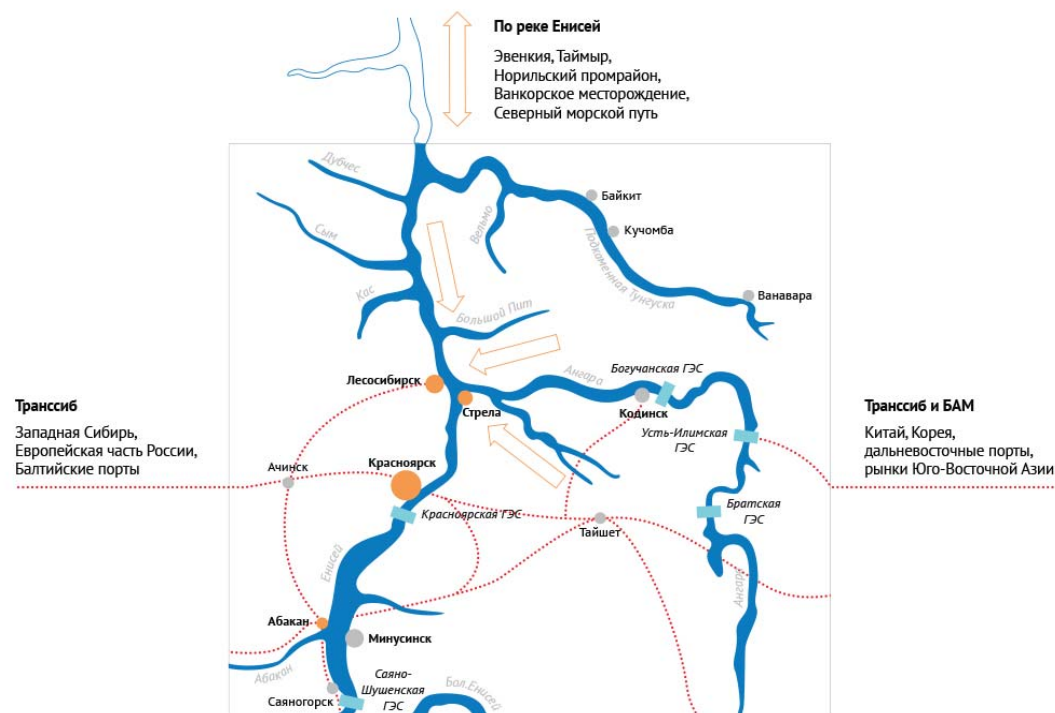 По реке Енисей
Эвенкия, Таймыр,
Норильский промрайон,
Ванкорское месторождение,
Северный морской путь
Дубчес
Байкит
Сым
Вельмо
Кучомба
Подкаменная Тунгуска
Кас
Ванавара
Большой Пит
Лесосибирск
Ангара
Богучанская ГЭС
Стрела
Кодинск
Усть-Илимская
ГЭС
Транссиб
Западная Сибирь,
Европейская часть России,
Балтийские порты
Транссиб и БАМ
Китай, Корея,
дальневосточные порты,
рынки Юго-Восточной Азии
Ачинск
Красноярск
Красноярская ГЭС
Братская
ГЭС
Тайшет
Енисей
Ангара
Абакан
Минусинск
Абакан
Саяно-
Шушенская
ГЭС
Саяногорск
Бол.Енисей